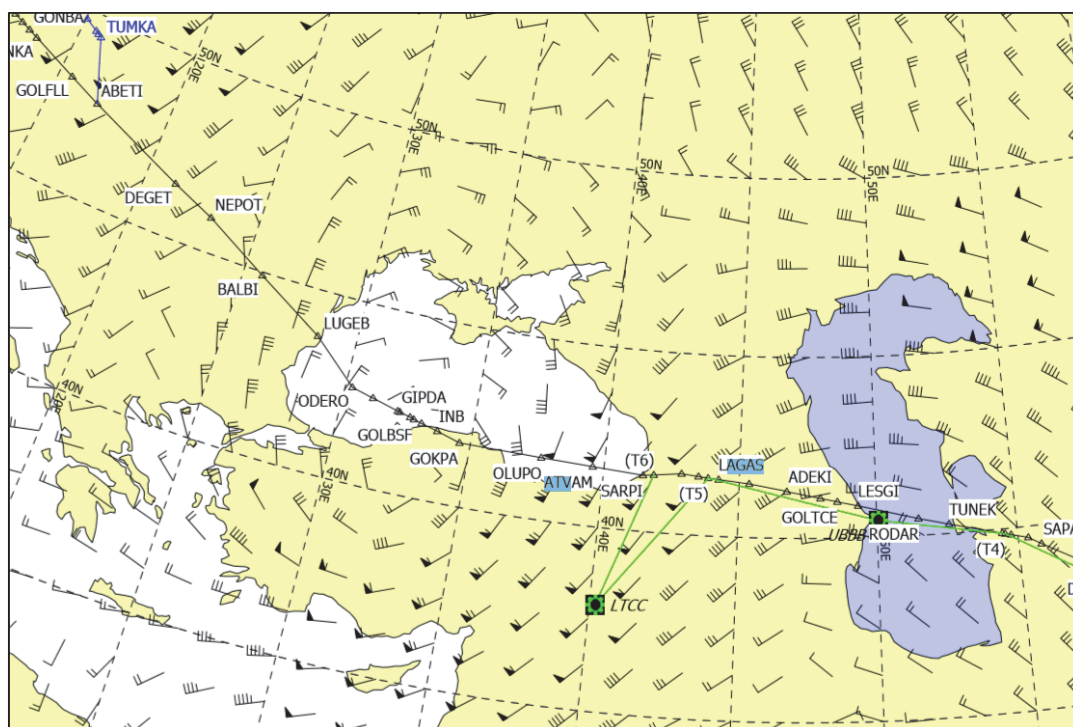 GONBA
TUMKA
NKA
50N
20E
GOLFLL
ABETI
50N
30E
50N
40E
50N
50E
DEGET
NEPOT
BALBI
LUGEB
40N
20E
ODERO
GIPDA
INB
GOLBSF
GOKPA
OLUPO
(T6)
LAGAS
ATVAM
SARPI
(T5)
ADEKI
LESGI
GOLTCE
TUNEK
40N
30E
40N
40E
UBBB
RODAR
40N
50E
(T4)
SAPA
D
LTCC